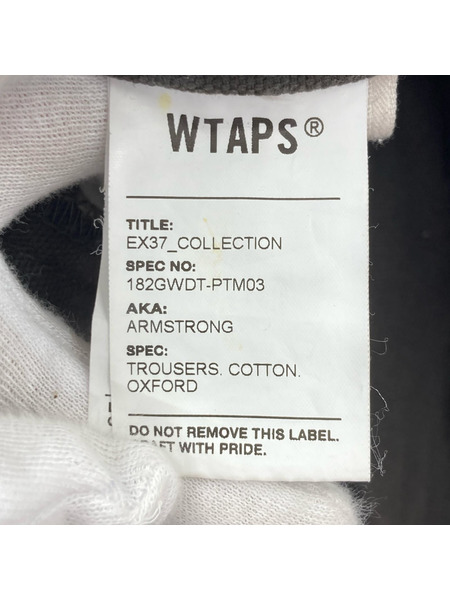 WTAPS®
TITLE:
EX37_COLLECTION
SPEC NO:
182GWDT-PTM03
AKA:
ARMSTRONG
SPEC:
TROUSERS. COTTON.
OXFORD
DO NOT REMOVE THIS LABEL.
WITH PRIDE.